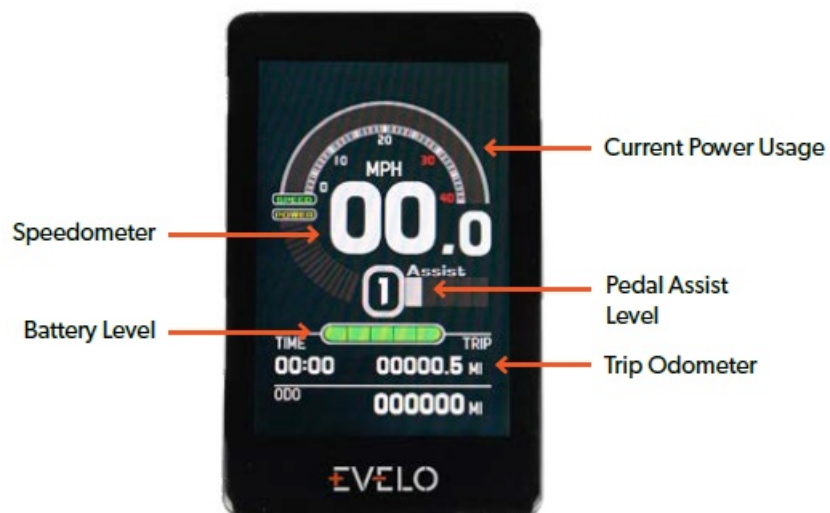 Current Power Usage
20
10
30
MPH
0
40
SPEED
POWER
00.0
Speedometer
Assist
1
Pedal Assist
Level
Battery Level
TIME
TRIP
00:00
00000.5 MI
Trip Odometer
ODO
000000 MI
EVELO